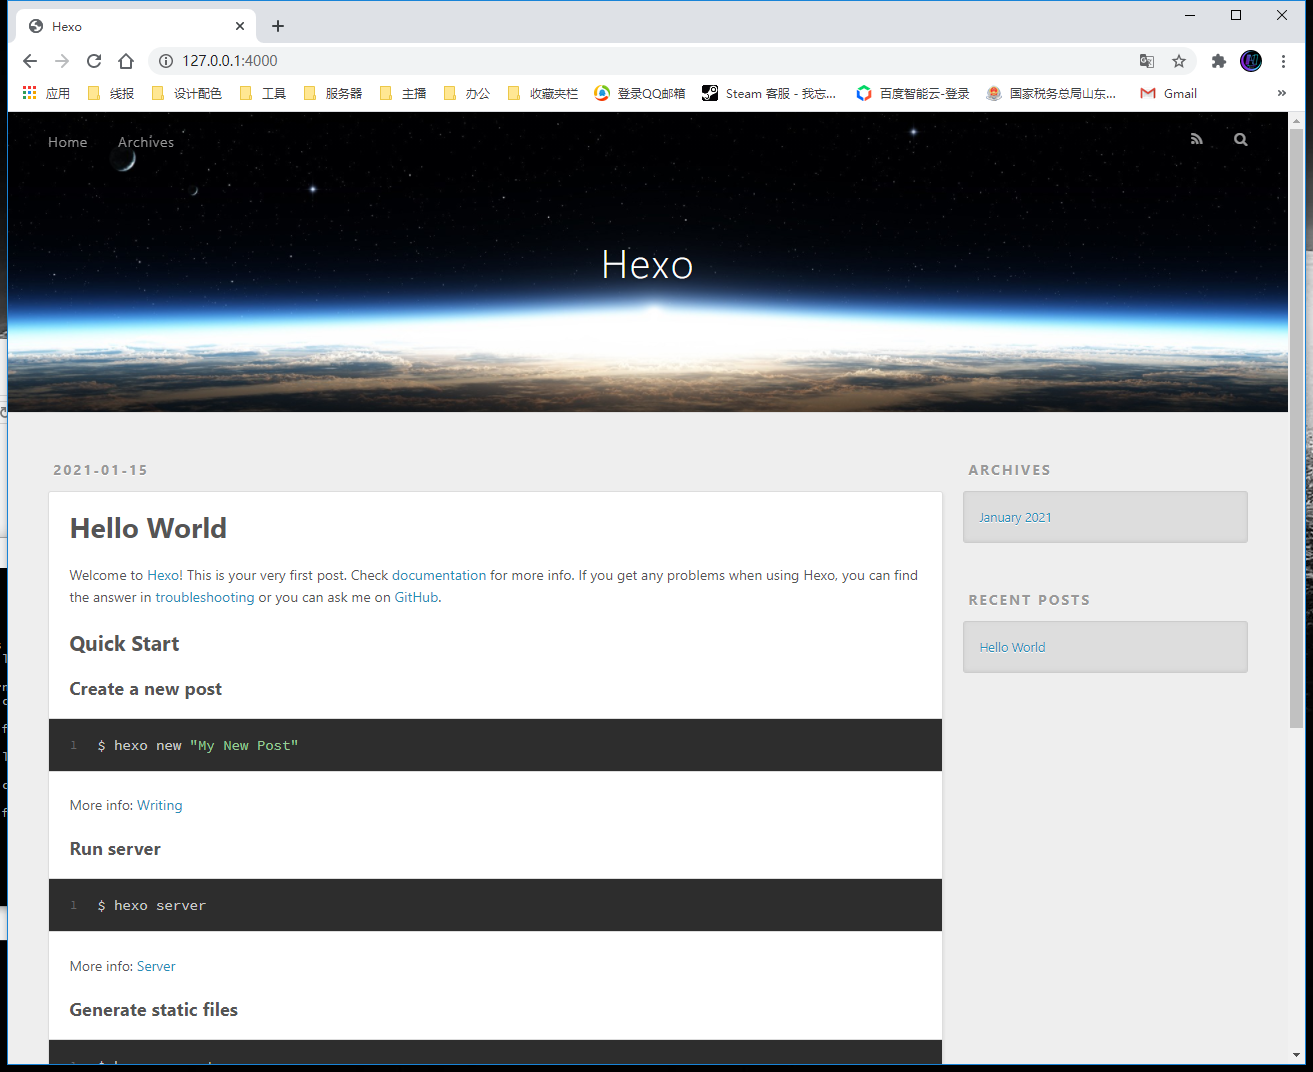 Hexo
127.0.0.1:4000
应用 线报 设计配色 工具 服务器 主播 办公 收藏夹栏 登录QQ邮箱 Steam 客服 - 我忘... 百度智能云-登录 国家税务总局山东... Gmail »
Home Archives
Hexo
2021-01-15
Hello World
Welcome to Hexo! This is your very first post. Check documentation for more info. If you get any problems when using Hexo, you can find
the answer in troubleshooting or you can ask me on GitHub.
Quick Start
Create a new post
1 $ hexo new "My New Post"
More info: Writing
Run server
1 $ hexo server
More info: Server
Generate static files
ARCHIVES
January 2021
RECENT POSTS
Hello World